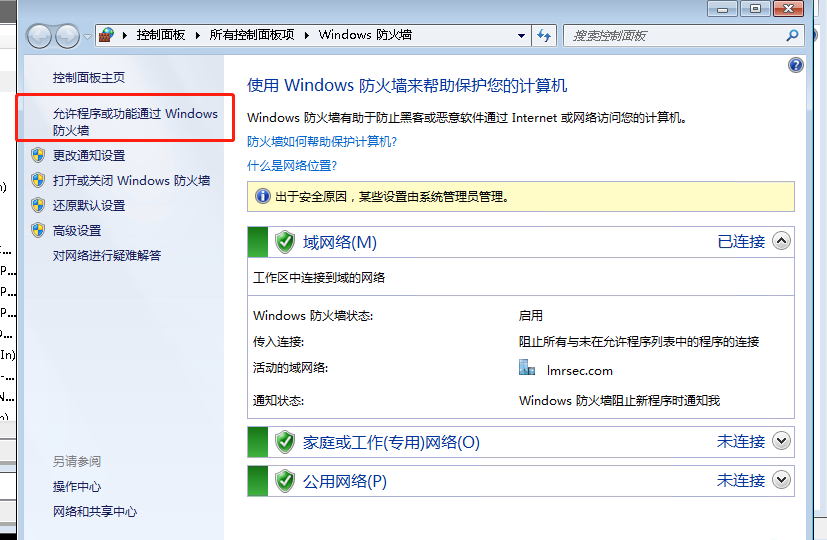 控制面板 所有控制面板项 Windows 防火墙 搜索控制面板
控制面板主页
允许程序或功能通过 Windows
防火墙
更改通知设置
打开或关闭 Windows 防火墙
还原默认设置
高级设置
对网络进行疑难解答
另请参阅
操作中心
网络和共享中心
使用 Windows 防火墙来帮助保护您的计算机
Windows 防火墙有助于防止黑客或恶意软件通过 Internet 或网络访问您的计算机。
防火墙如何帮助保护计算机?
什么是网络位置?
出于安全原因，某些设置由系统管理员管理。
域网络(M) 已连接
工作区中连接到域的网络
Windows 防火墙状态: 启用
传入连接: 阻止所有与未在允许程序列表中的程序的连接
活动的域网络: lmrsec.com
通知状态: Windows 防火墙阻止新程序时通知我
家庭或工作(专用)网络(O) 未连接
公用网络(P) 未连接